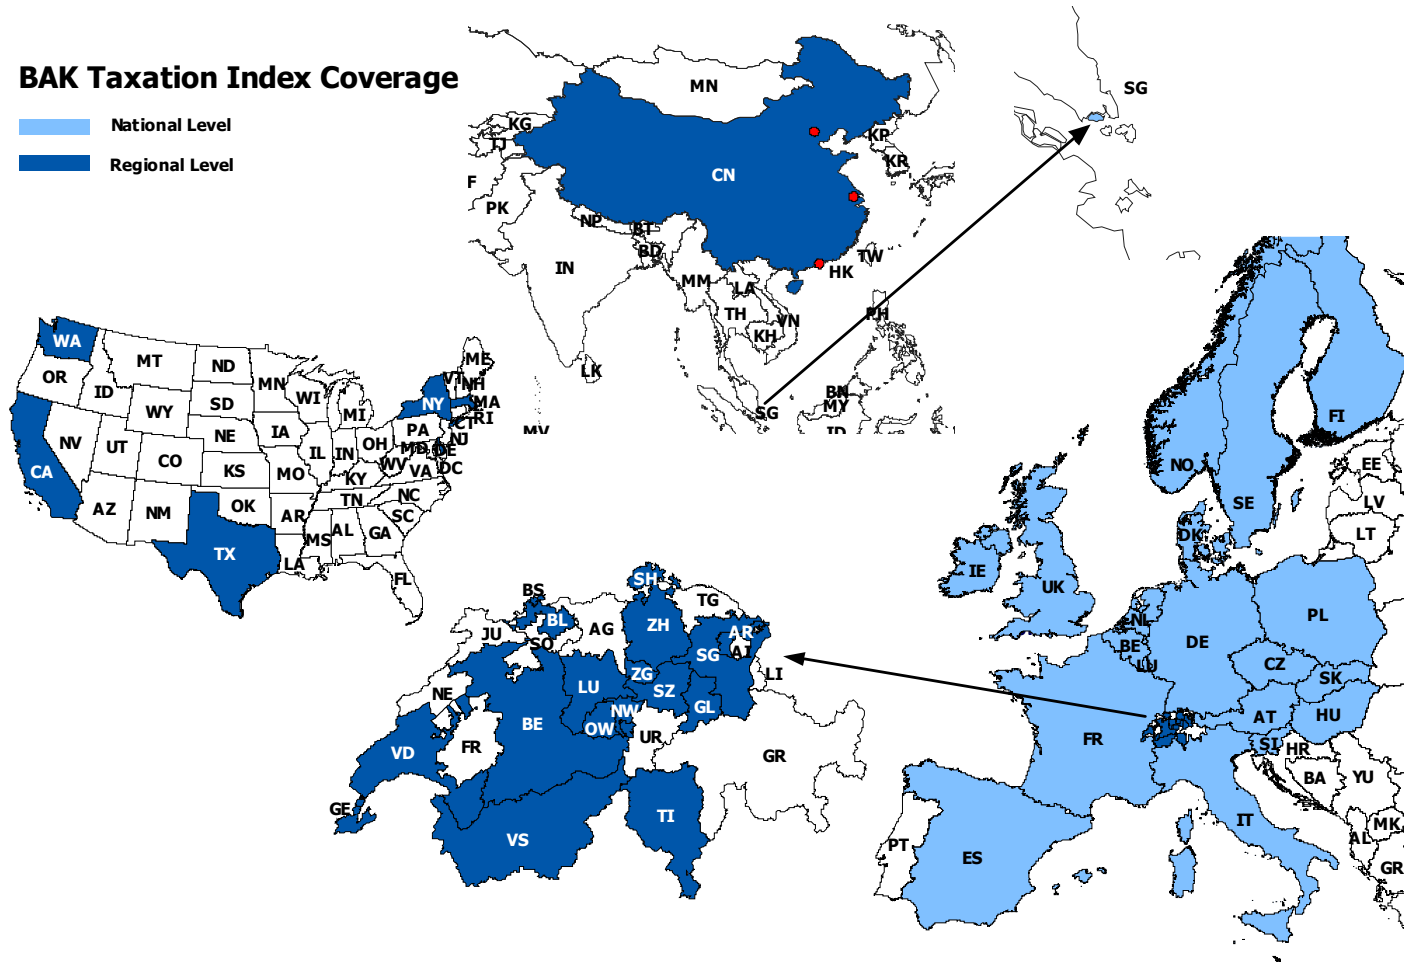 BAK Taxation Index Coverage
National Level
Regional Level
MN
KG
TJ
KP
KR
F
PK
CN
NP
BT
BD
IN
MM
LA
TH
VN
KH
LK
HK
TW
PH
BN
MY
SG
ID
MV
SG
WA
MT
ND
OR
ID
MN
WI
MI
SD
WY
VT
ME
NH
NY
MA
RI
CT
NV
UT
NE
IA
IL
IN
OH
PA
NJ
CA
CO
KS
MO
WV
MD
DE
DC
VA
KY
AZ
NM
OK
TN
NC
AR
SC
TX
MS
AL
GA
LA
FL
SH
BS
BL
TG
JU
AG
ZH
AR
SO
AI
SG
LI
NE
LU
ZG
SZ
GL
NW
OW
BE
FR
UR
VD
GR
GE
TI
VS
FI
NO
EE
SE
LV
DK
LT
IE
UK
NL
PL
BE
DE
LU
CZ
SK
AT
HU
FR
SI
HR
BA
YU
IT
MK
PT
AL
ES
GR